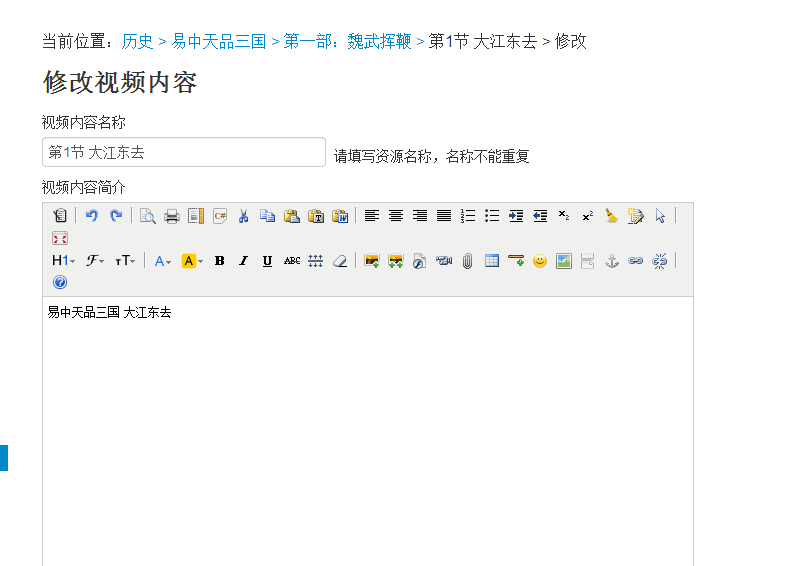 当前位置：历史 > 易中天品三国 > 第一部：魏武挥鞭 > 第1节 大江东去 > 修改
修改视频内容
视频内容名称
第1节 大江东去 请填写资源名称，名称不能重复
视频内容简介
C#
H1 F TT A A B I U ABC
易中天品三国 大江东去